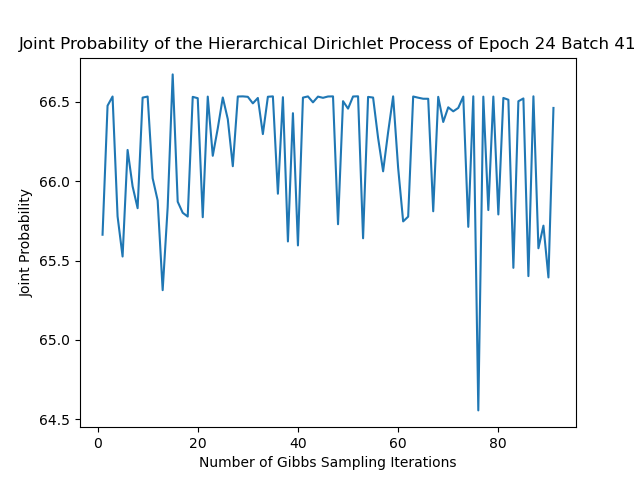 Joint Probability of the Hierarchical Dirichlet Process of Epoch 24 Batch 41
66.5
66.0
65.5
65.0
64.5
Joint Probability
0 20 40 60 80
Number of Gibbs Sampling Iterations